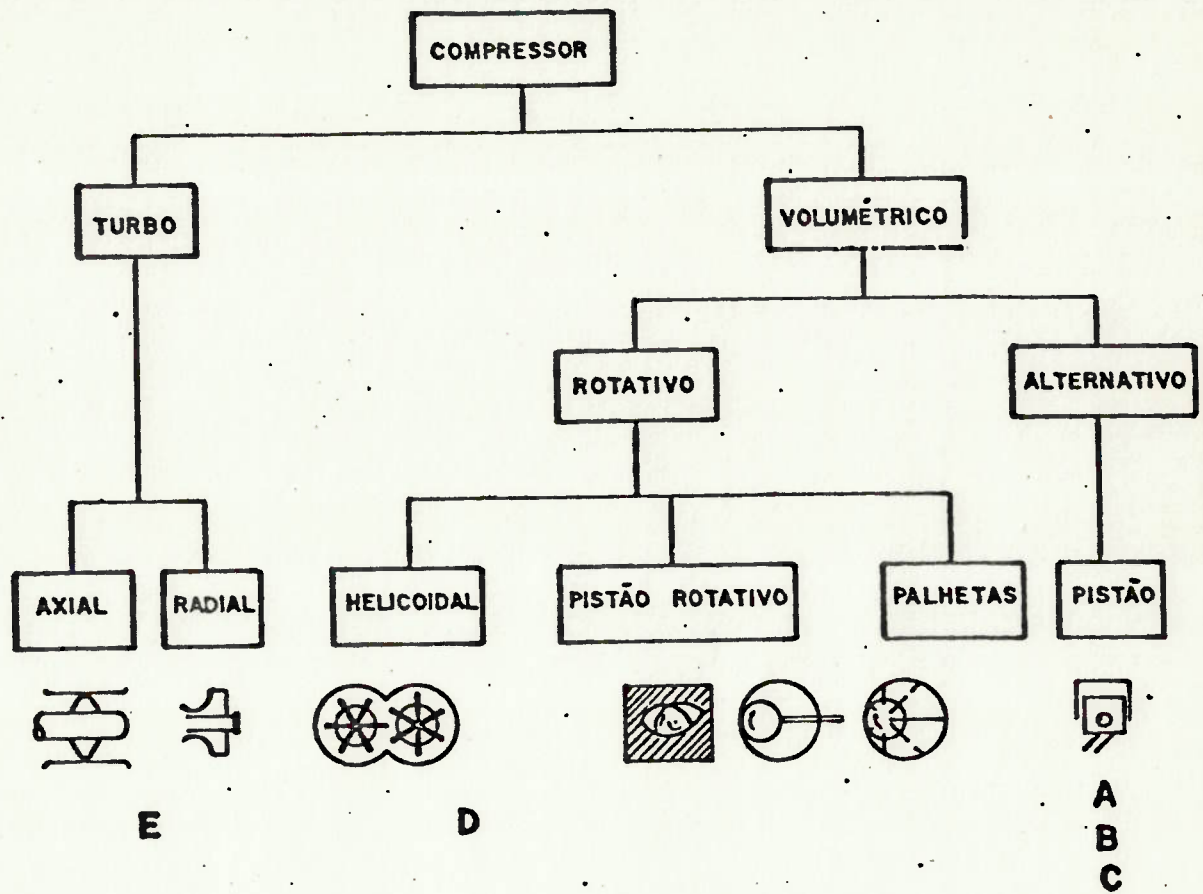 COMPRESSOR
TURBO
VOLUMÉTRICO
ROTATIVO
ALTERNATIVO
AXIAL
RADIAL
HELICOIDAL
PISTÃO ROTATIVO
PALHETAS
PISTÃO
E
D
A
B
C